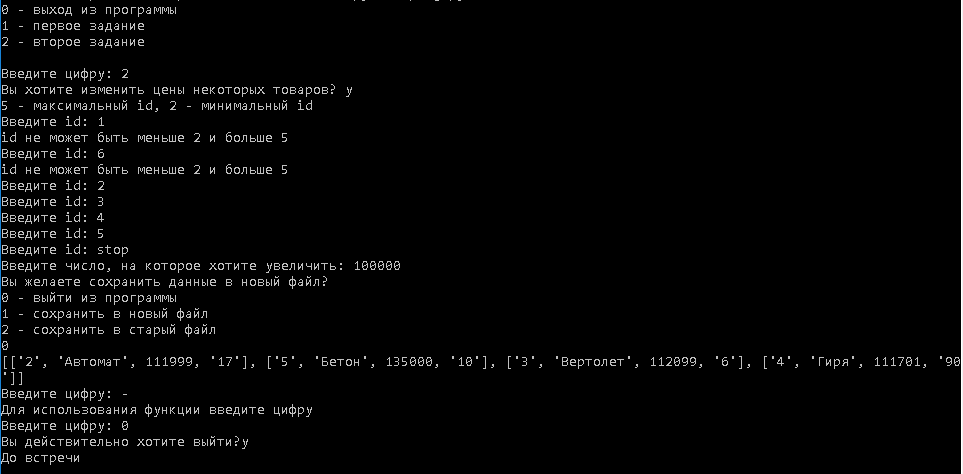 0 - выход из программы
1 - первое задание
2 - второе задание
Введите цифру: 2
Вы хотите изменить цены некоторых товаров? y
5 - максимальный id, 2 - минимальный id
Введите id: 1
id не может быть меньше 2 и больше 5
Введите id: 6
id не может быть меньше 2 и больше 5
Введите id: 2
Введите id: 3
Введите id: 4
Введите id: 5
Введите id: stop
Введите число, на которое хотите увеличить: 100000
Вы желаете сохранить данные в новый файл?
0 - выйти из программы
1 - сохранить в новый файл
2 - сохранить в старый файл
0
[['2', 'Автомат', 111999, '17'], ['5', 'Бетон', 135000, '10'], ['3', 'Вертолет', 112099, '6'], ['4', 'Гиря', 111701, '90
']]
Введите цифру: -
Для использования функции введите цифру
Введите цифру: 0
Вы действительно хотите выйти?y
До встречи